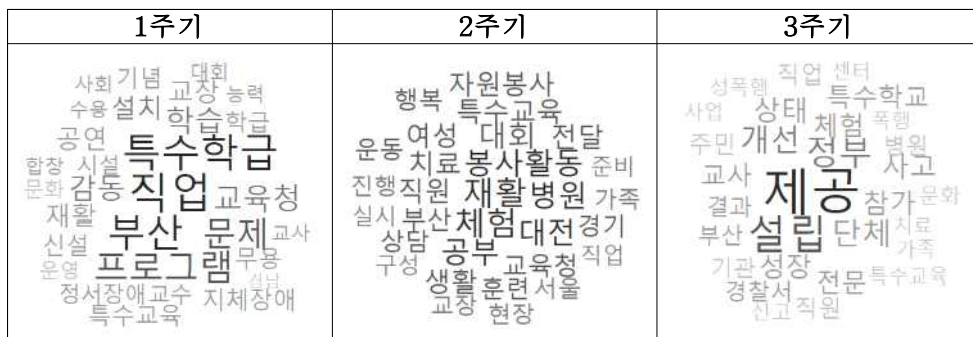 1주기 2주기 3주기
사회 기념 대회
수용 설치 교장 능력
학습 학급
공연 특수학급
합창 시설 직업
문화 감동 교육청
재활 부산 문제 교사
신설 프로그램 무용
운영 경남
정서장애 교수 지체장애
특수교육
자원봉사
행복 특수교육
여성 대회 전달
운동 치료 봉사활동 준비
진행 직원 재활 병원 가족
실시 부산 체험 대전 경기
상담 공부 교육청 직업
구성 생활 훈련 서울
교장 현장
직업 센터
성폭행 상태 특수학교
사업 체험 폭행
주민 개선 정부 병원
교사 제공 사고
결과 참가 문화
부산 설립 단체 치료
가족
기관 성장 특수교육
경찰서 전문
신고 직원